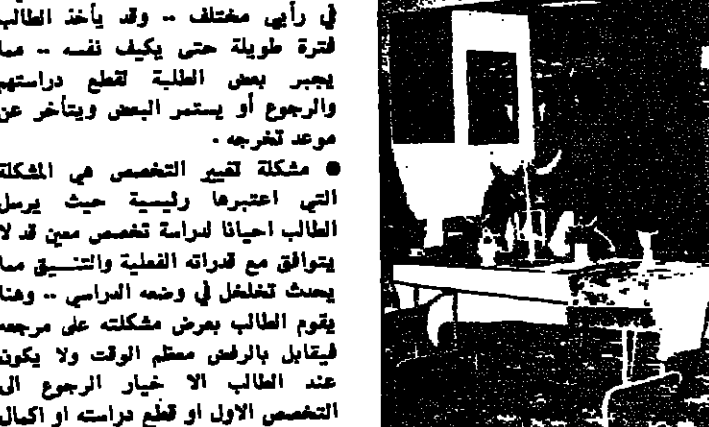 في رأيي مختلف .. وقد يأخذ الطالب
فترة طويلة حتى يكيف نفسه .. مما
يجبر بعض الطلبة لقطع دراستهم
والرجوع أو يستمر البعض ويتأخر عن
موعد تخرجه .
● مشكلة تغيير التخصص هي المشكلة
التي اعتبرها رئيسية حيث يرسل
الطالب احيانا لدراسة تخصص معين قد لا
يتوافق مع قدراته الفعلية والتنسيق مما
يحدث تخلخل في وضعه الدراسي .. وهنا
يقوم الطالب بعرض مشكلته على مرجعه
فيقابل بالرفض معظم الوقت ولا يكون
عند الطالب الا خيار الرجوع الى
التخصص الاول او قطع دراسته او اكمال